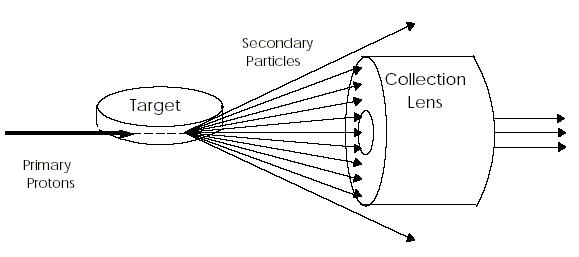 Secondary
Particles
Collection
Lens
Target
Primary
Protons